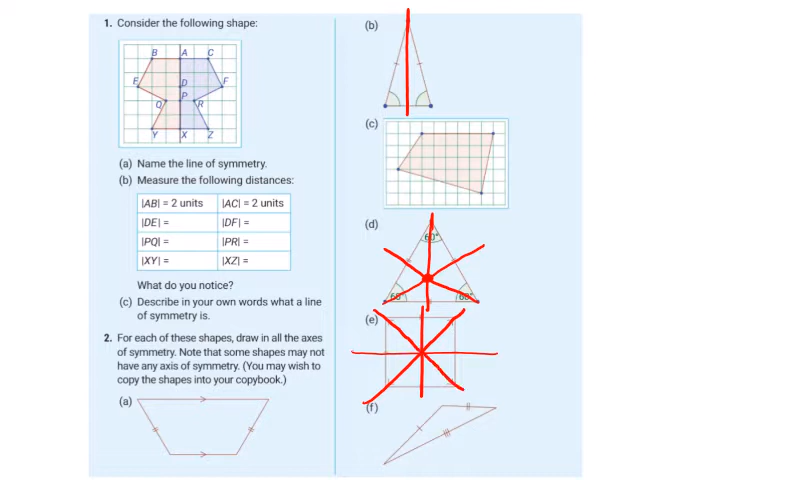 1. Consider the following shape:
B A C
E D F
P
Q R
Y X Z
(a) Name the line of symmetry.
(b) Measure the following distances:
|AB| = 2 units |AC| = 2 units
|DE| = |DF| =
|PQ| = |PR| =
|XY| = |XZ| =
What do you notice?
(c) Describe in your own words what a line
of symmetry is.
2. For each of these shapes, draw in all the axes
of symmetry. Note that some shapes may not
have any axis of symmetry. (You may wish to
copy the shapes into your copybook.)
(a)
(b)
(c)
(d)
60°
60° 60°
(e)
(f)